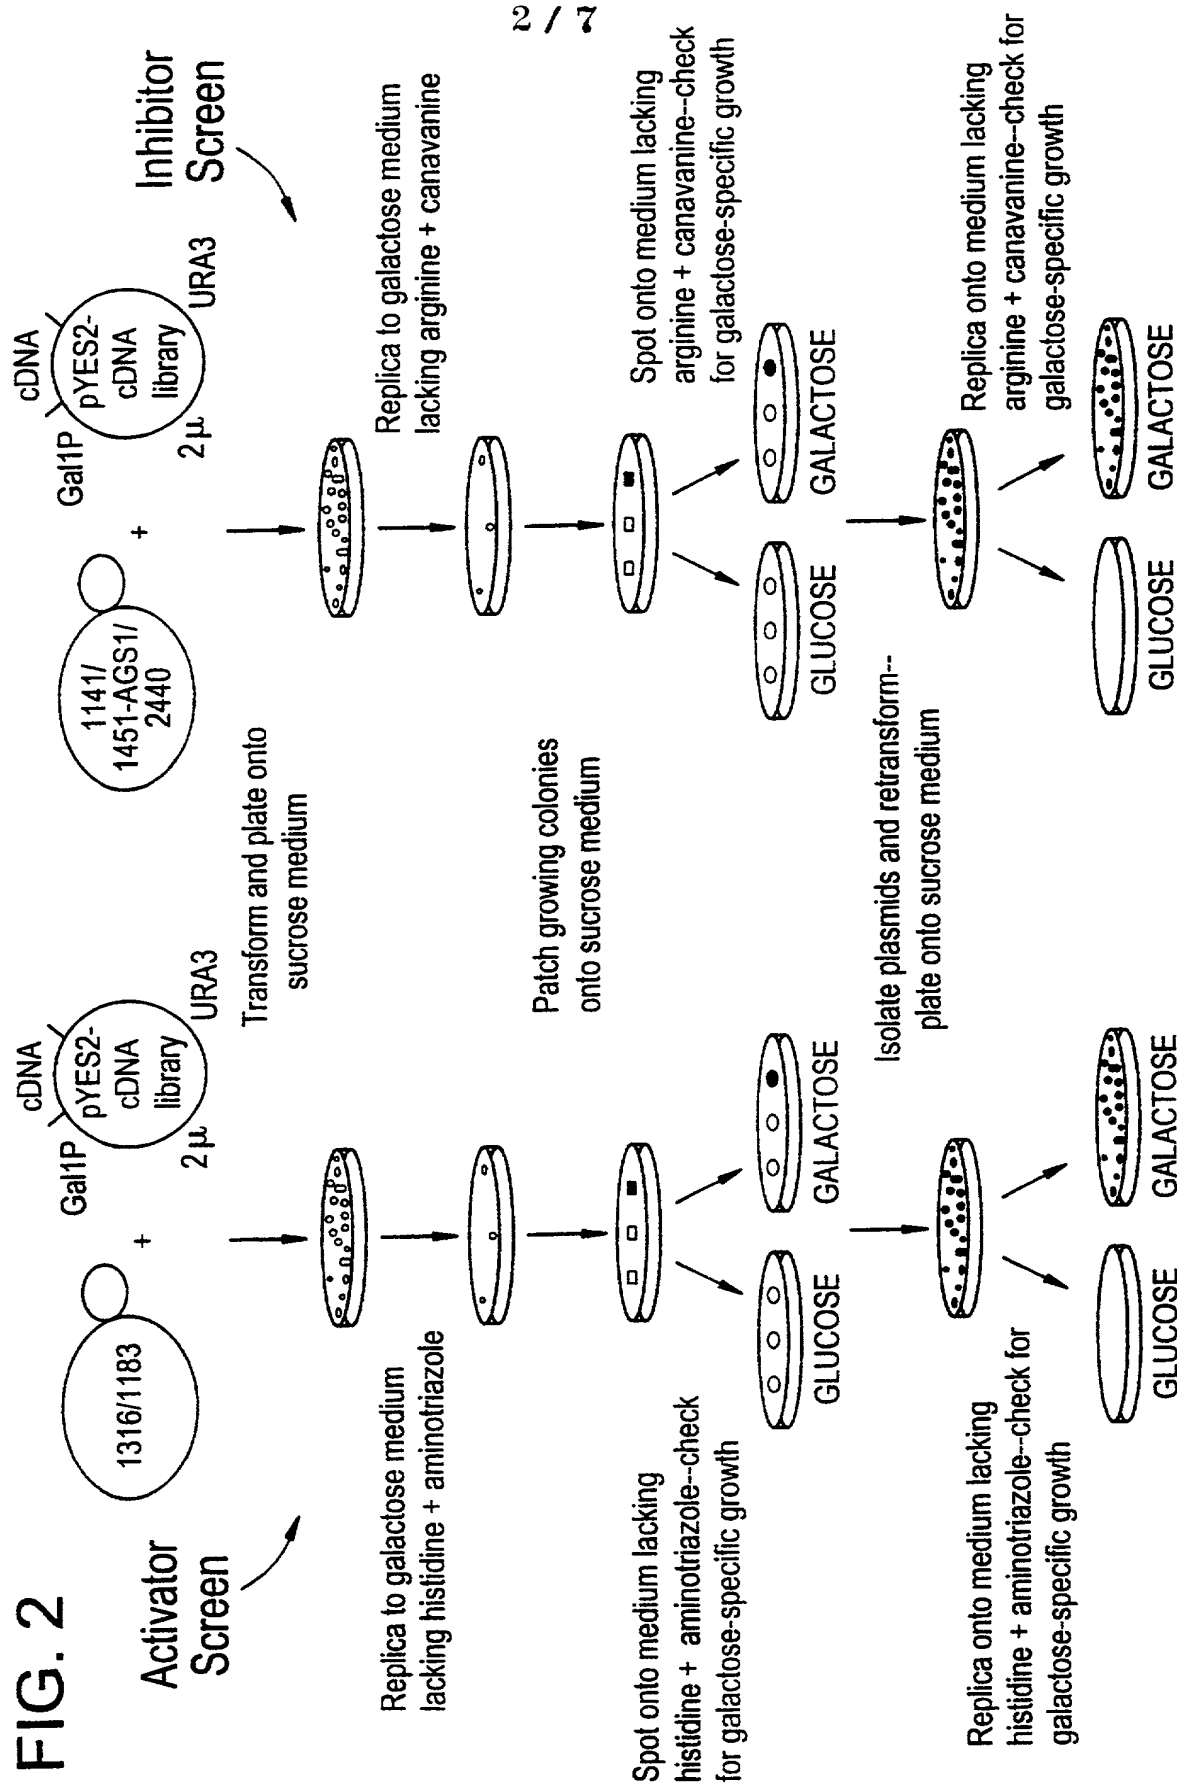 2 / 7
FIG. 2
Activator
Screen
1316/1183
+
cDNA
Gal1P
pYES2-
cDNA
library
2μ
URA3
Transform and plate onto
sucrose medium
1141/
1451-AGS1/
2440
+
cDNA
Gal1P
pYES2-
cDNA
library
2μ
URA3
Inhibitor
Screen
Replica to galactose medium
lacking histidine + aminotriazole
Replica to galactose medium
lacking arginine + canavanine
Patch growing colonies
onto sucrose medium
Spot onto medium lacking
histidine + aminotriazole--check
for galactose-specific growth
Spot onto medium lacking
arginine + canavanine--check
for galactose-specific growth
GLUCOSE
GALACTOSE
GLUCOSE
GALACTOSE
Isolate plasmids and retransform--
plate onto sucrose medium
Replica onto medium lacking
histidine + aminotriazole--check for
galactose-specific growth
Replica onto medium lacking
arginine + canavanine--check for
galactose-specific growth
GLUCOSE
GALACTOSE
GLUCOSE
GALACTOSE